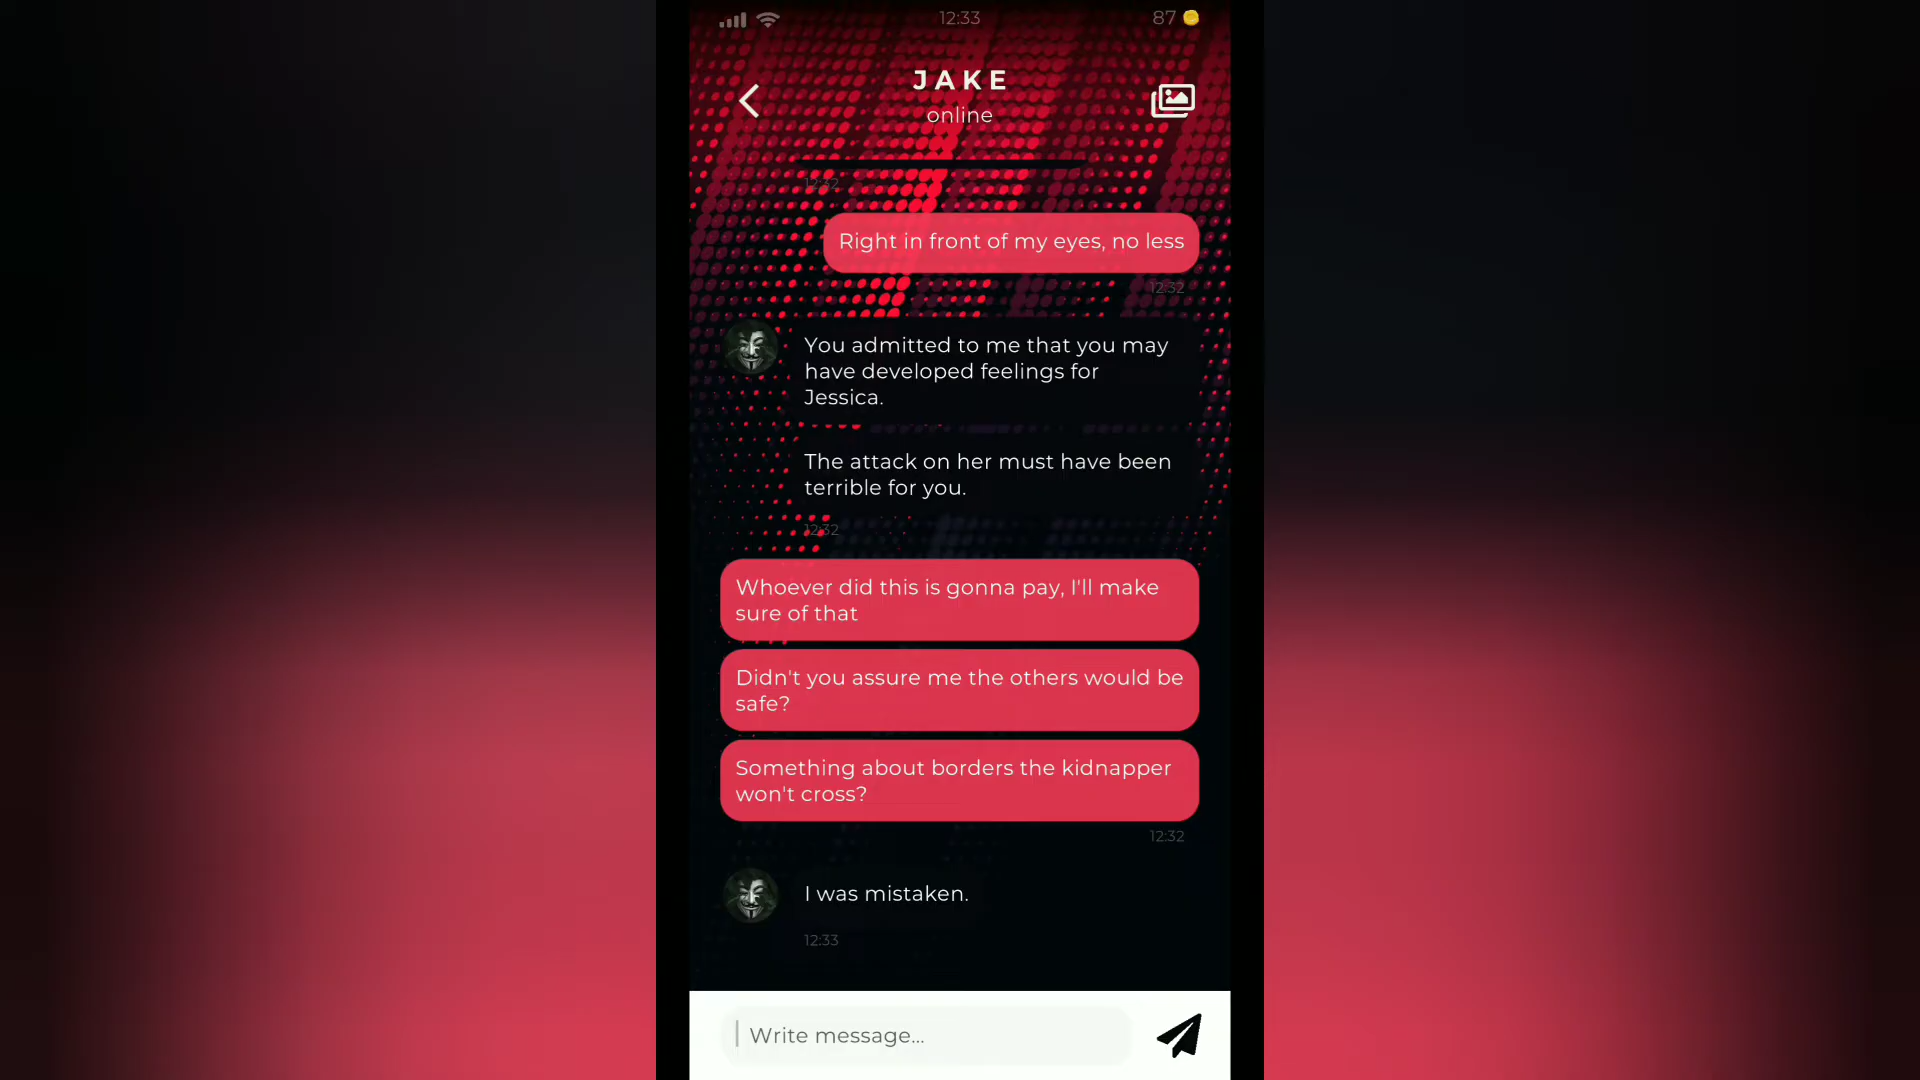 12:33
87
JAKE
online
12:32
Right in front of my eyes, no less
12:32
You admitted to me that you may
have developed feelings for
Jessica.
The attack on her must have been
terrible for you.
12:32
Whoever did this is gonna pay, I'll make
sure of that
Didn't you assure me the others would be
safe?
Something about borders the kidnapper
won't cross?
12:32
I was mistaken.
12:33
Write message...